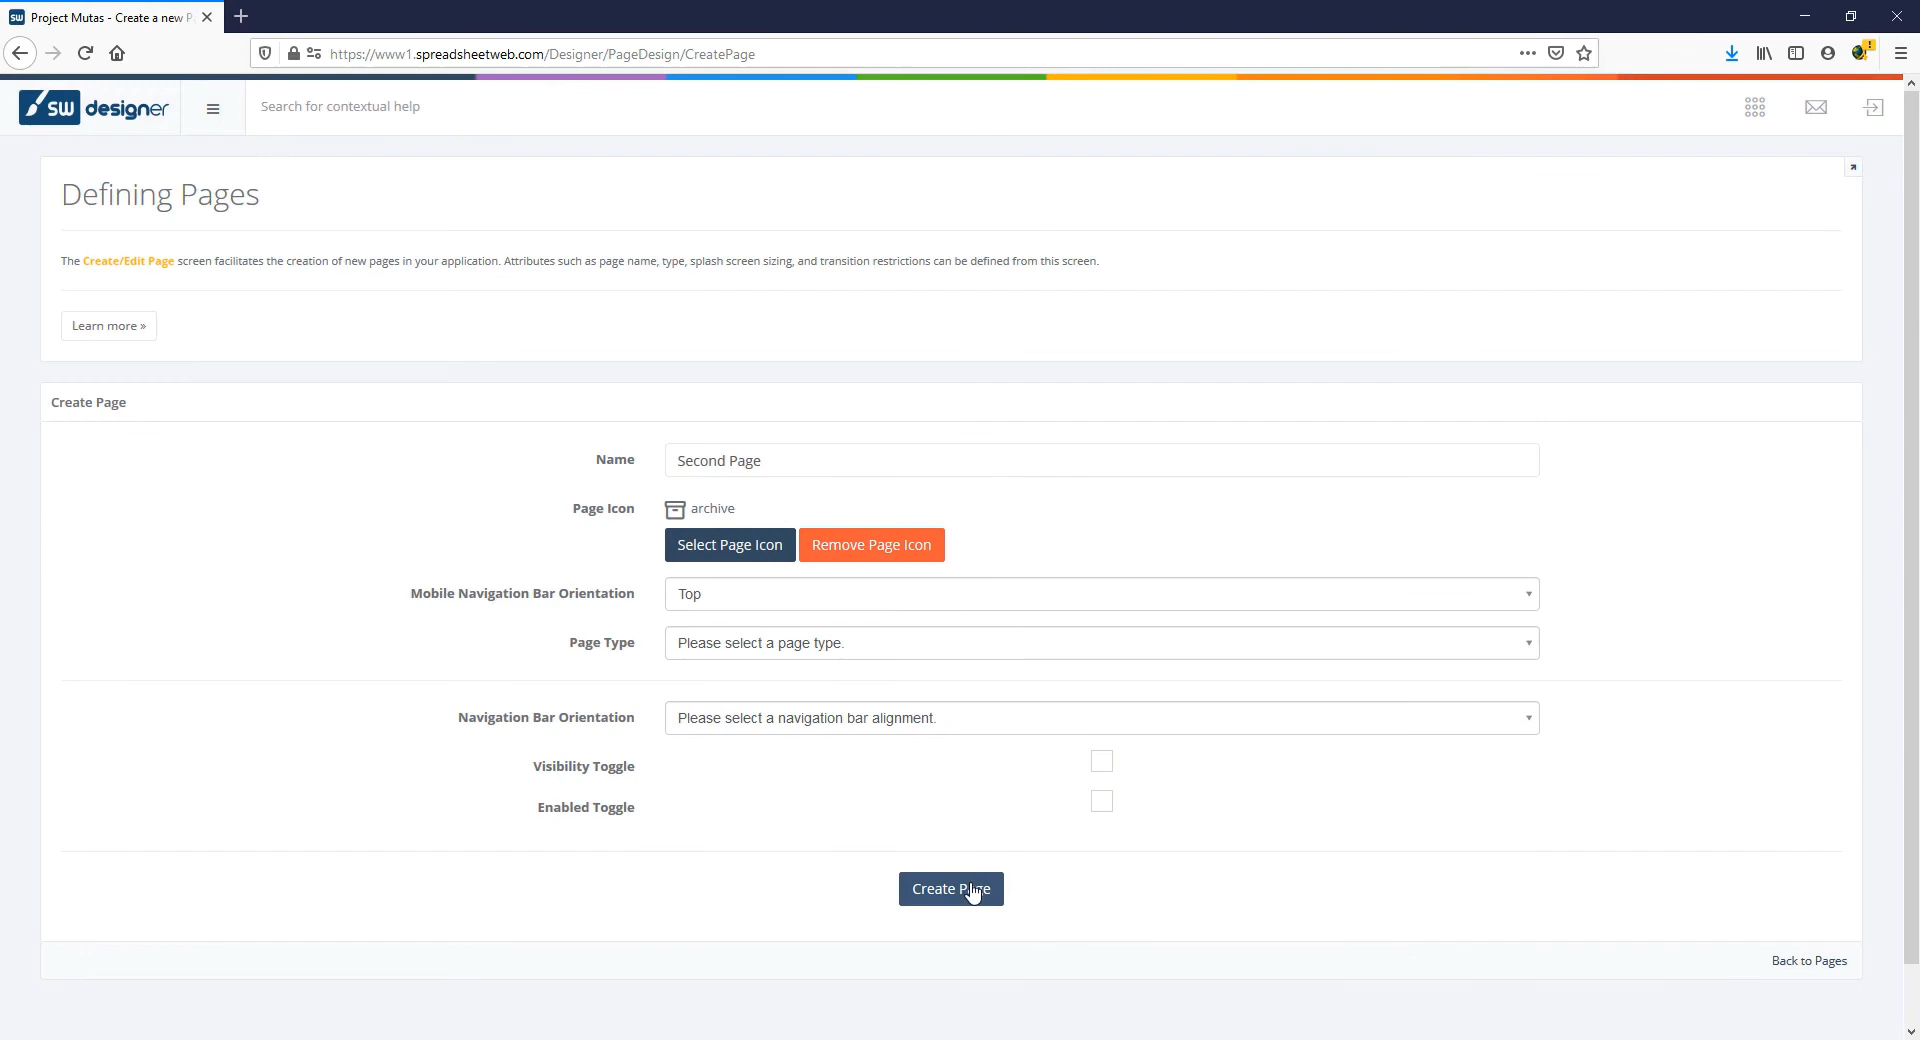 Project Mutas - Create a new P
https://www1.spreadsheetweb.com/Designer/PageDesign/CreatePage
sw designer
Search for contextual help
Defining Pages
The Create/Edit Page screen facilitates the creation of new pages in your application. Attributes such as page name, type, splash screen sizing, and transition restrictions can be defined from this screen.
Learn more »
Create Page
Name
Second Page
Page Icon
archive
Select Page Icon
Remove Page Icon
Mobile Navigation Bar Orientation
Top
Page Type
Please select a page type.
Navigation Bar Orientation
Please select a navigation bar alignment.
Visibility Toggle
Enabled Toggle
Create Page
Back to Pages